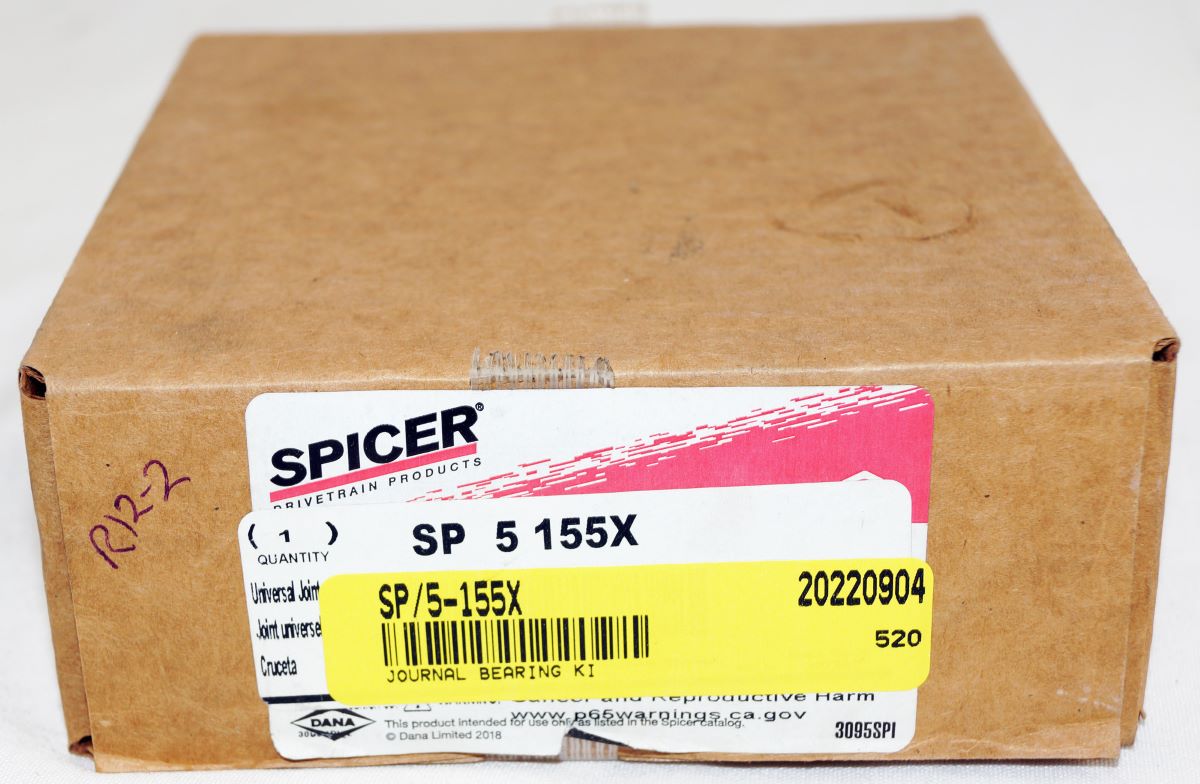 SPICER®
DRIVETRAIN PRODUCTS
( 1 )
QUANTITY
SP 5 155X
Universal Joint
Joint universe
Cruceta
SP/5-155X
20220904
520
JOURNAL BEARING KI
Cancer and Reproductive Harm
www.p65warnings.ca.gov
DANA
This product intended for use only as listed in the Spicer catalog.
© Dana Limited 2018
3095SPI
R12-2